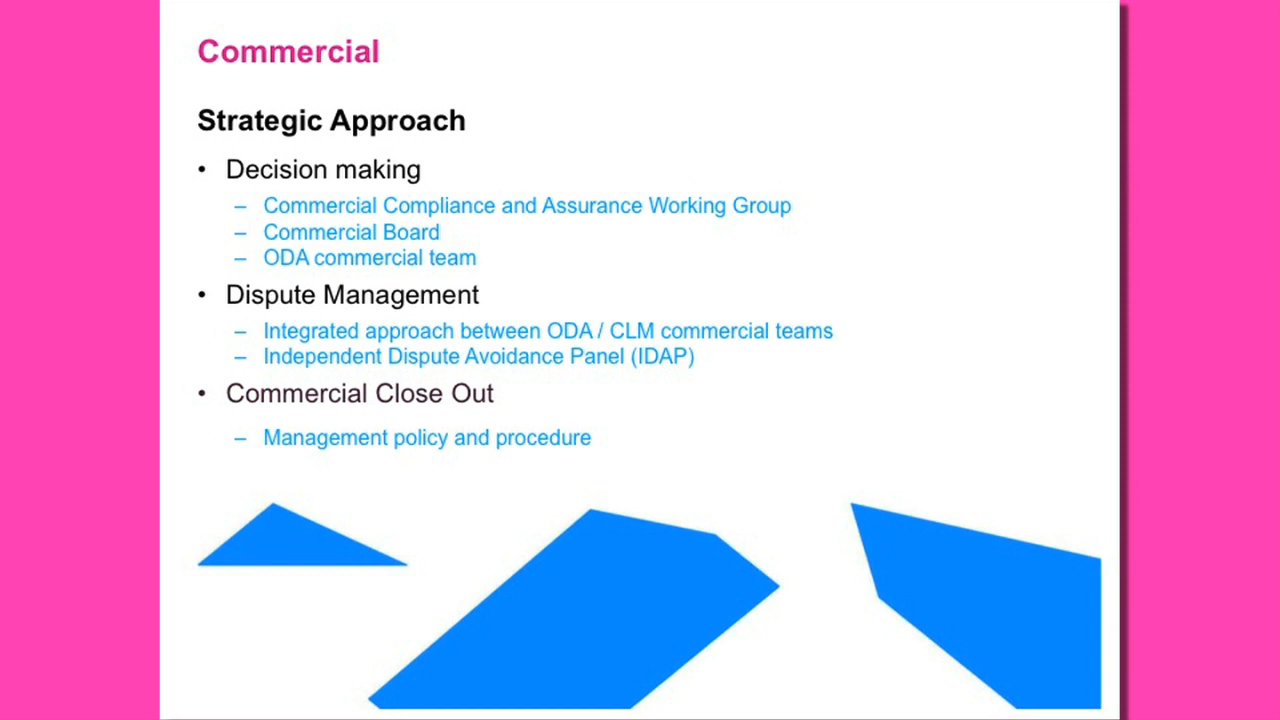 Commercial
Strategic Approach
• Decision making
– Commercial Compliance and Assurance Working Group
– Commercial Board
– ODA commercial team
• Dispute Management
– Integrated approach between ODA / CLM commercial teams
– Independent Dispute Avoidance Panel (IDAP)
• Commercial Close Out
– Management policy and procedure